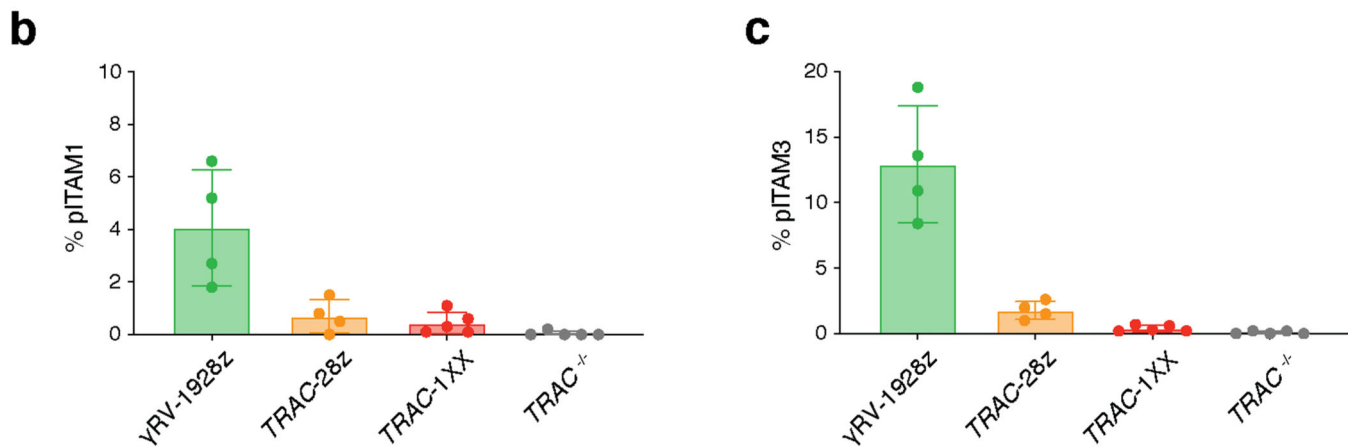 b
% pITAM1
10
8
6
4
2
0
γRV-1928z
TRAC-28z
TRAC-1XX
TRAC-/-
c
% pITAM3
20
15
10
5
0
γRV-1928z
TRAC-28z
TRAC-1XX
TRAC-/-